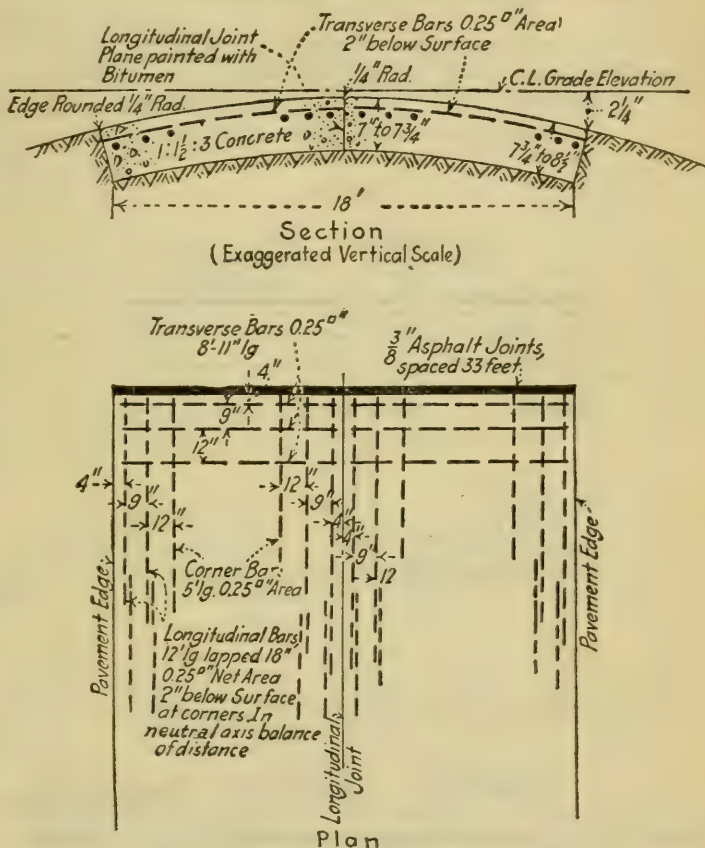 Longitudinal Joint
Plane painted with
Bitumen
Transverse Bars 0.25□" Area
2" below Surface
1/4" Rad.
C.L. Grade Elevation
Edge Rounded 1/4" Rad.
2 1/4"
1:1 1/2:3 Concrete
7" to 7 3/4"
7 3/4" to 8 1/2"
18'
Section
(Exaggerated Vertical Scale)
Transverse Bars 0.25□"
8'-11" lg
4"
3/8" Asphalt Joints,
spaced 33 feet
9"
12"
4"
9"
12"
12"
9"
4"
4"
9"
12
Corner Bar
5' lg. 0.25□" Area
Pavement Edge
Pavement Edge
Longitudinal Bars,
12' lg lapped 18"
0.25□" Net Area
2" below Surface
at corners. In
neutral axis balance
of distance
Longitudinal
Joint
Plan